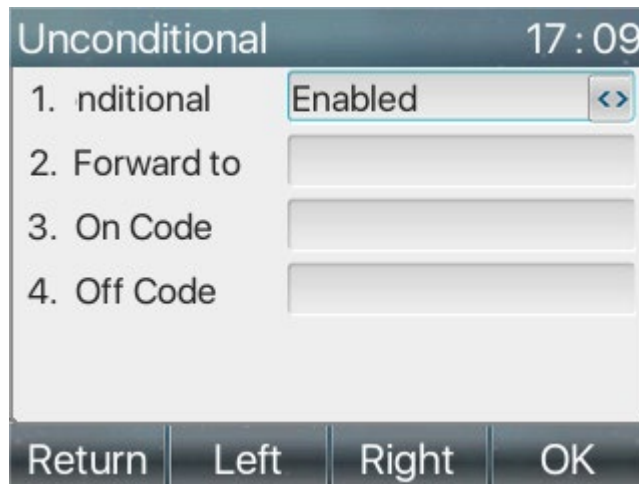 Unconditional 17:09
1. nditional Enabled <>
2. Forward to
3. On Code
4. Off Code
Return Left Right OK